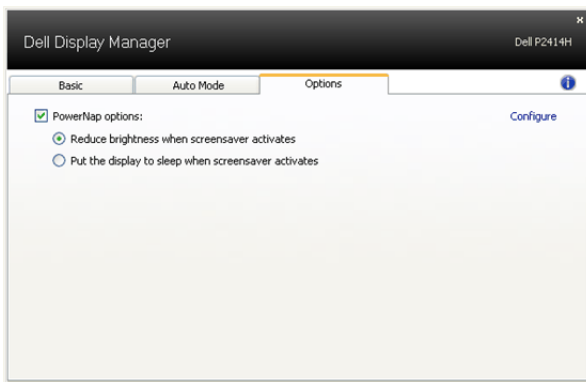 Dell Display Manager
Dell P2414H
Basic
Auto Mode
Options
PowerNap options:
Configure
Reduce brightness when screensaver activates
Put the display to sleep when screensaver activates